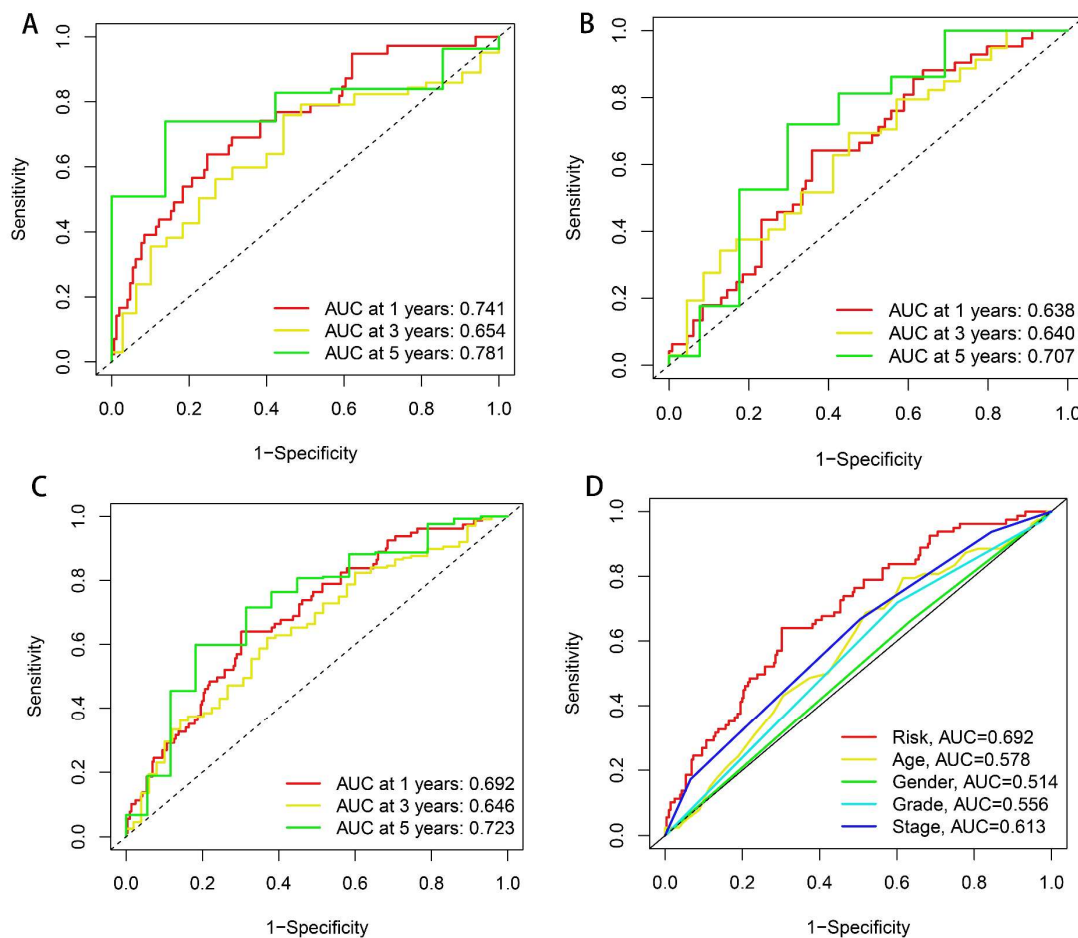 A
Sensitivity
1.0
0.8
0.6
0.4
0.2
0.0
AUC at 1 years: 0.741
AUC at 3 years: 0.654
AUC at 5 years: 0.781
0.0 0.2 0.4 0.6 0.8 1.0
1−Specificity
B
Sensitivity
1.0
0.8
0.6
0.4
0.2
0.0
AUC at 1 years: 0.638
AUC at 3 years: 0.640
AUC at 5 years: 0.707
0.0 0.2 0.4 0.6 0.8 1.0
1−Specificity
C
Sensitivity
1.0
0.8
0.6
0.4
0.2
0.0
AUC at 1 years: 0.692
AUC at 3 years: 0.646
AUC at 5 years: 0.723
0.0 0.2 0.4 0.6 0.8 1.0
1−Specificity
D
Sensitivity
1.0
0.8
0.6
0.4
0.2
0.0
Risk, AUC=0.692
Age, AUC=0.578
Gender, AUC=0.514
Grade, AUC=0.556
Stage, AUC=0.613
0.0 0.2 0.4 0.6 0.8 1.0
1−Specificity